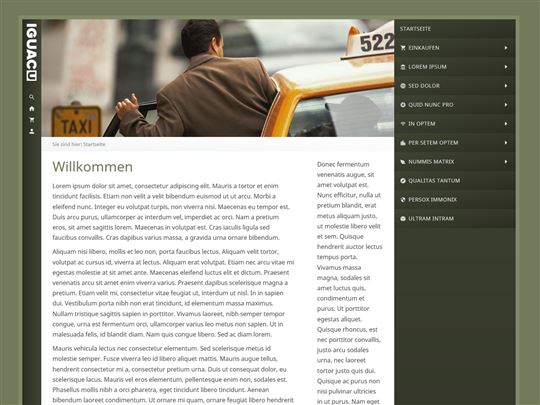 IGUACU
522
TAXI
Sie sind hier: Startseite
Willkommen
Lorem ipsum dolor sit amet, consectetur adipiscing elit. Mauris a tortor et enim
tincidunt facilisis. Etiam non velit a velit bibendum euismod ut ut arcu. Morbi a
eleifend nunc. Integer eu volutpat turpis, non viverra nisi. Maecenas eu tempor est.
Duis arcu purus, ullamcorper ac interdum vel, imperdiet ac orci. Nam a pretium
eros, sit amet sagittis lorem. Maecenas in volutpat est. Cras iaculis ligula sed
faucibus convallis. Cras dapibus varius massa, a gravida urna ornare bibendum.
Aliquam nisi libero, mollis et leo non, porta faucibus lectus. Aliquam velit tortor,
volutpat ac cursus id, viverra at lectus. Aliquam erat volutpat. Etiam nec arcu vitae mi
egestas molestie at sit amet ante. Maecenas eleifend luctus elit et dictum. Praesent
venenatis arcu sit amet enim viverra varius. Praesent dapibus scelerisque magna a
pretium. Etiam velit mi, consectetur vitae feugiat ut, interdum ut nisl. In in sapien
dui. Vestibulum porta nibh non erat tincidunt, id elementum massa maximus.
Nullam tristique sagittis sapien in porttitor. Vivamus laoreet, nibh semper tempor
congue, urna est fermentum orci, ullamcorper varius leo metus non sapien. Ut in
malesuada felis, id blandit diam. Nam quis congue libero. Sed ac diam lorem.
Mauris vehicula lectus nec consectetur elementum. Sed scelerisque metus id
molestie semper. Fusce viverra leo id libero aliquet mattis. Mauris augue tellus,
hendrerit consectetur mi a, consectetur pretium urna. Duis ut consequat dolor, eu
scelerisque lacus. Mauris vel eros elementum, pellentesque enim non, sodales est.
Phasellus mollis nibh a orci pharetra, eget tincidunt libero tincidunt. Aenean
bibendum laoreet condimentum. Ut ornare mi quam, ornare feugiat libero hendrerit
Donec fermentum
venenatis augue, sit
amet volutpat est.
Nunc efficitur, nulla ut
pretium blandit, erat
metus aliquam justo,
ut molestie libero velit
et sem. Quisque
hendrerit auctor lectus
tempus porta.
Vivamus massa
magna, sodales sit
amet luctus quis,
condimentum et
purus. Ut porttitor
egestas aliquet.
Quisque rhoncus, est
nec porttitor convallis,
justo arcu sodales
urna, nec laoreet
tortor justo quis dui.
Quisque ac purus non
nisi pulvinar ultricies
in ut purus. Nam eget
STARTSEITE
EINKAUFEN
LOREM IPSUM
SED DOLOR
QUID NUNC PRO
IN OPTEM
PER SETEM OPTEM
NUMMIS MATRIX
QUALITAS TANTUM
PERSOX IMMONIX
ULTRAM INTRAM